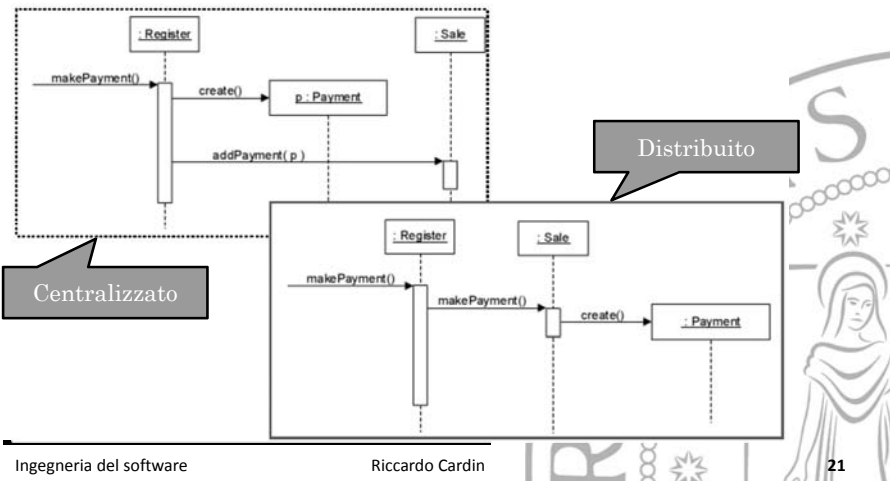 : Register
: Sale
makePayment()
create()
p : Payment
addPayment( p )
Centralizzato
Distribuito
: Register
: Sale
makePayment()
makePayment()
create()
: Payment
Ingegneria del software
Riccardo Cardin
21